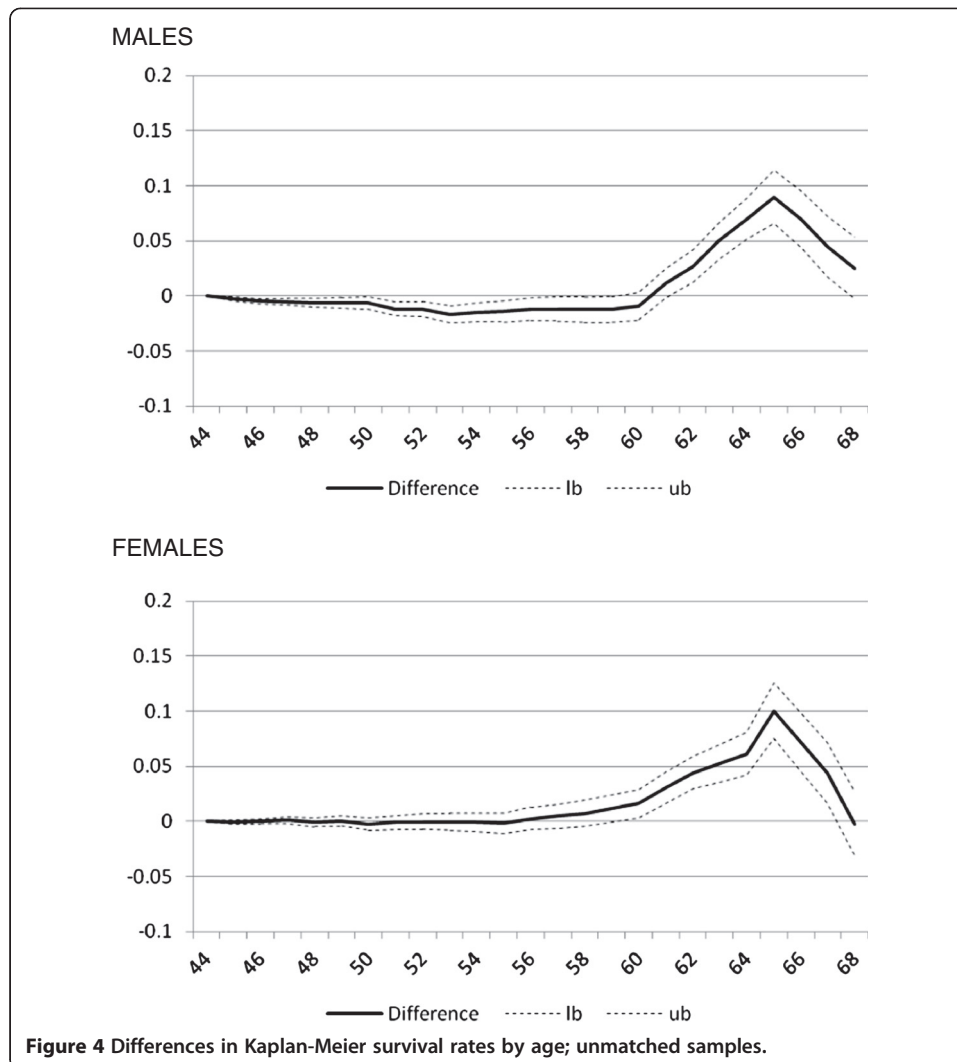 MALES
0.2
0.15
0.1
0.05
0
-0.05
-0.1
44 46 48 50 52 54 56 58 60 62 64 66 68
Difference lb ub
FEMALES
0.2
0.15
0.1
0.05
0
-0.05
-0.1
44 46 48 50 52 54 56 58 60 62 64 66 68
Difference lb ub
Figure 4 Differences in Kaplan-Meier survival rates by age; unmatched samples.